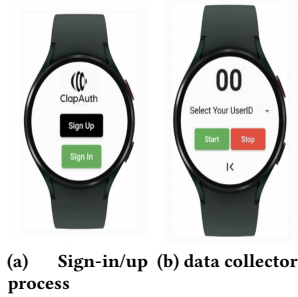 ClapAuth
Sign Up
Sign In
00
Select Your UserID
Start Stop
(a) Sign-in/up process
(b) data collector